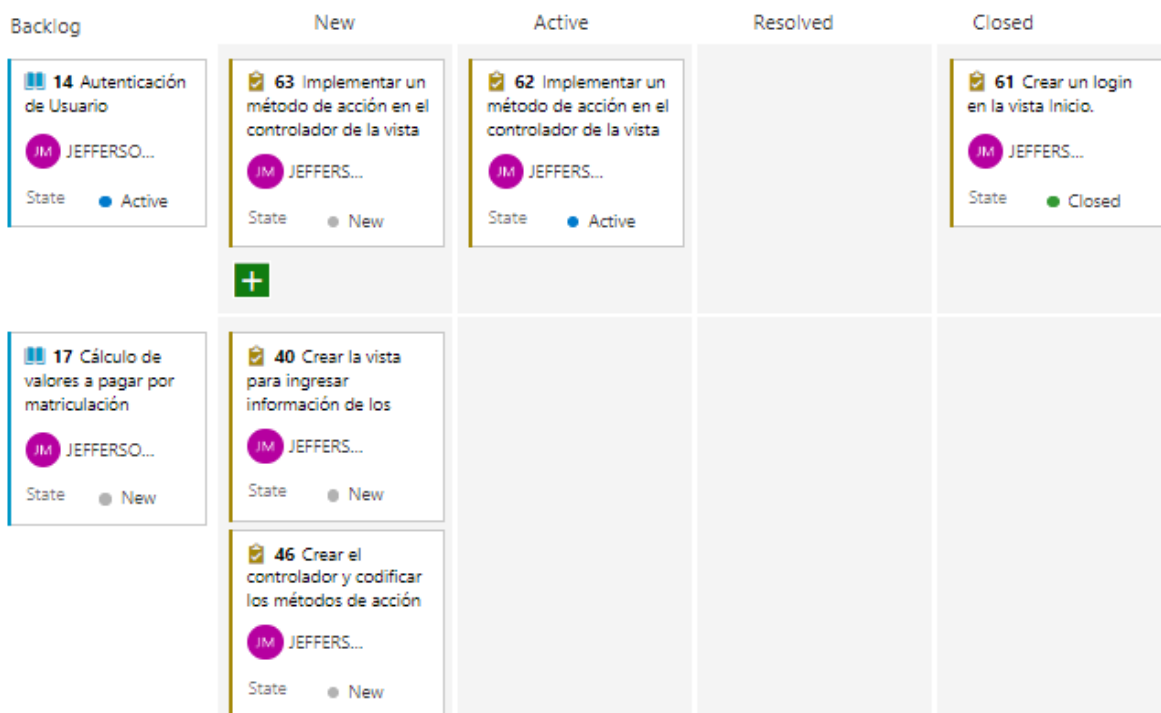 Backlog New Active Resolved Closed
14 Autenticación
de Usuario
JM JEFFERSO...
State Active
63 Implementar un
método de acción en el
controlador de la vista
JM JEFFERS...
State New
62 Implementar un
método de acción en el
controlador de la vista
JM JEFFERS...
State Active
61 Crear un login
en la vista Inicio.
JM JEFFERS...
State Closed
17 Cálculo de
valores a pagar por
matriculación
JM JEFFERSO...
State New
40 Crear la vista
para ingresar
información de los
JM JEFFERS...
State New
46 Crear el
controlador y codificar
los métodos de acción
JM JEFFERS...
State New